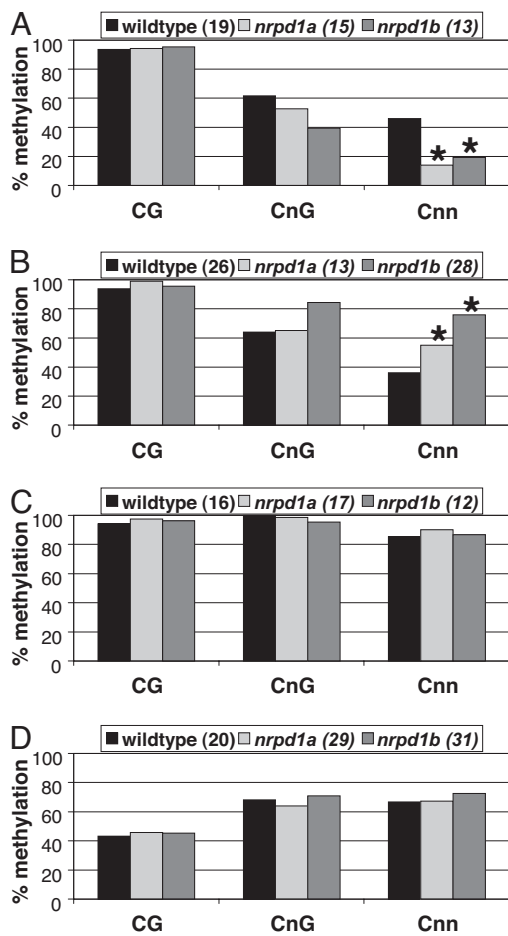 A
wildtype (19) nrpd1a (15) nrpd1b (13)
% methylation
100
80
60
40
20
0
* *
CG CnG Cnn
B
wildtype (26) nrpd1a (13) nrpd1b (28)
% methylation
100
80
60
40
20
0
* *
CG CnG Cnn
C
wildtype (16) nrpd1a (17) nrpd1b (12)
% methylation
100
80
60
40
20
0
CG CnG Cnn
D
wildtype (20) nrpd1a (29) nrpd1b (31)
% methylation
100
80
60
40
20
0
CG CnG Cnn